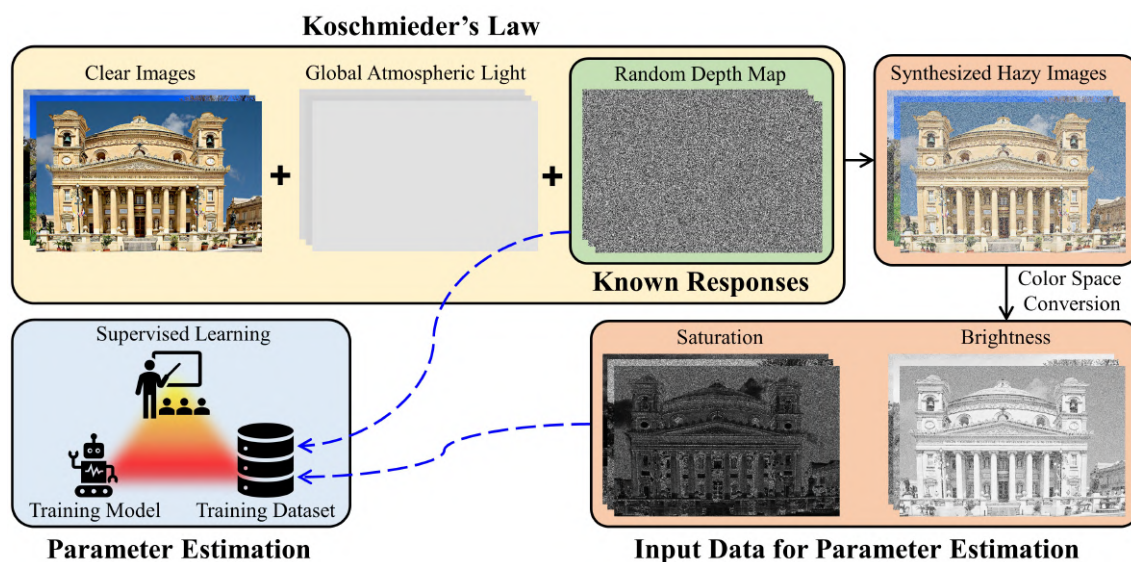 Koschmieder's Law
Clear Images
Global Atmospheric Light
Random Depth Map
Synthesized Hazy Images
+
+
Known Responses
Color Space
Conversion
Supervised Learning
Saturation
Brightness
Training Model
Training Dataset
Parameter Estimation
Input Data for Parameter Estimation